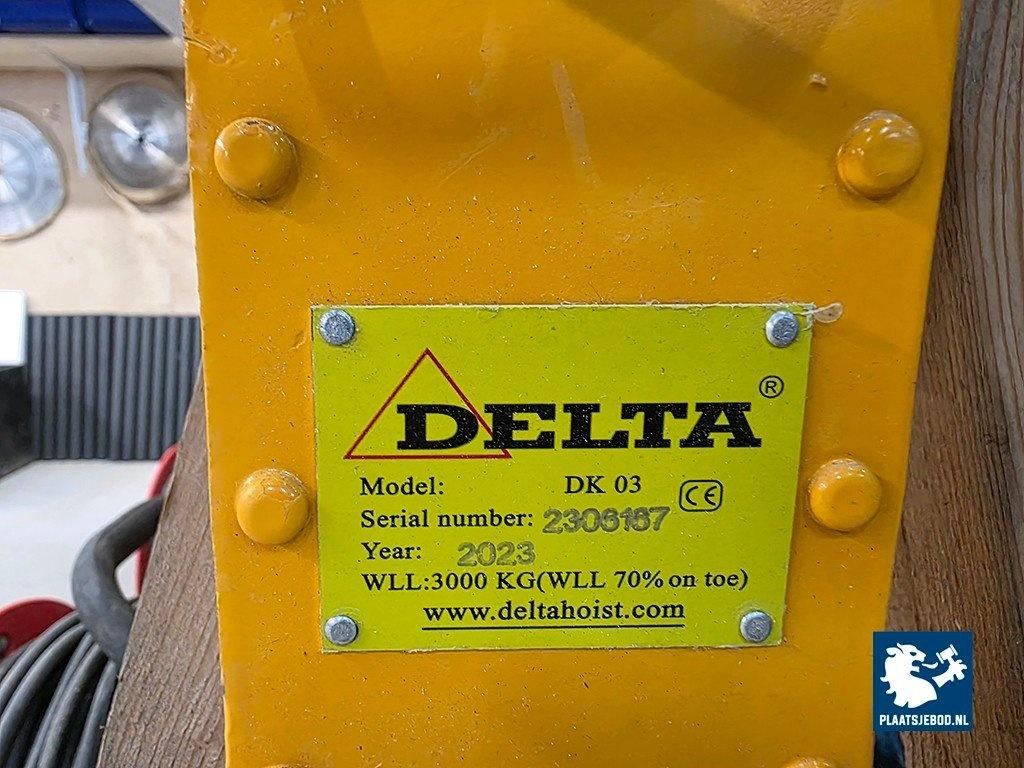 DELTA ®
Model: DK 03 CE
Serial number: 2306187
Year: 2023
WLL:3000 KG(WLL 70% on toe)
www.deltahoist.com
PLAATSJEBOD.NL